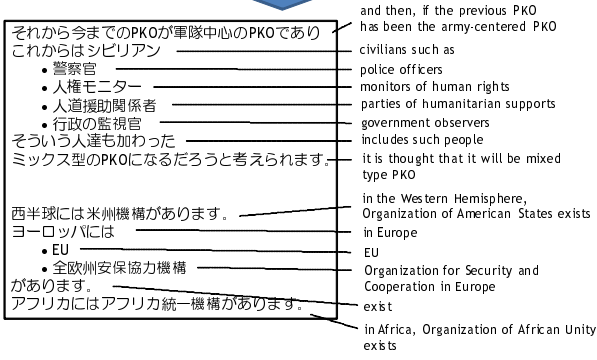 それから今までのPKOが軍隊中心のPKOであり
これからはシビリアン
• 警察官
• 人権モニター
• 人道援助関係者
• 行政の監視官
そういう人達も加わった
ミックス型のPKOになるだろうと考えられます。
西半球には米州機構があります。
ヨーロッパには
• EU
• 全欧州安保協力機構
があります。
アフリカにはアフリカ統一機構があります。
and then, if the previous PKO
has been the army-centered PKO
civilians such as
police officers
monitors of human rights
parties of humanitarian supports
government observers
includes such people
it is thought that it will be mixed
type PKO
in the Western Hemisphere,
Organization of American States exists
in Europe
EU
Organization for Security and
Cooperation in Europe
exist
in Africa, Organization of African Unity
exists